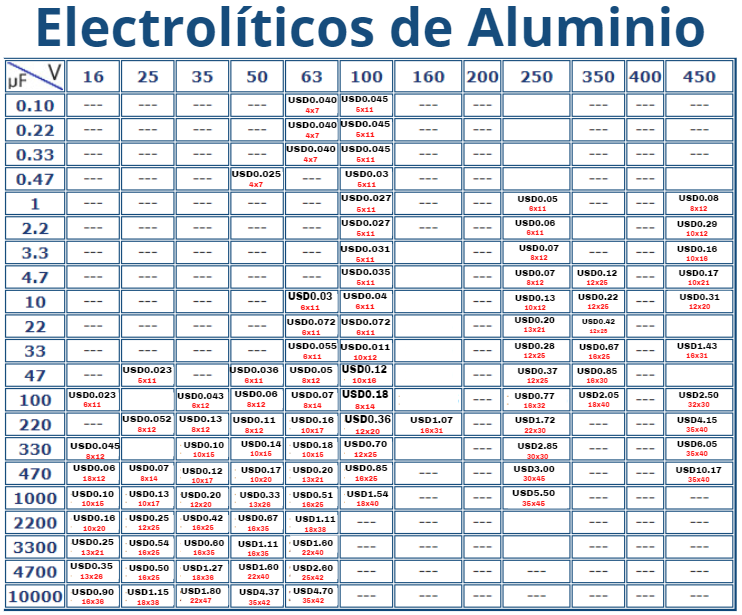 Electrolíticos de Aluminio
µF V 16 25 35 50 63 100 160 200 250 350 400 450
0.10 --- --- --- --- USD0.040 USD0.045 --- --- --- --- ---
4x7 5x11
0.22 --- --- --- --- USD0.040 USD0.045 --- --- --- --- ---
4x7 5x11
0.33 --- --- --- --- USD0.040 USD0.045 --- --- --- --- ---
4x7 5x11
0.47 --- --- --- USD0.025 --- USD0.03 --- --- --- ---
4x7 5x11
1 --- --- --- --- --- USD0.027 --- --- USD0.05 --- --- USD0.08
5x11 6x11 8x12
2.2 --- --- --- --- --- USD0.027 --- USD0.06 --- USD0.29
5x11 6x11 10x12
3.3 --- --- --- --- --- USD0.031 --- USD0.07 --- --- USD0.16
5x11 8x12 10x16
4.7 --- --- --- --- --- USD0.035 --- USD0.07 USD0.12 --- USD0.17
5x11 8x12 12x25 10x21
10 --- --- --- --- USD0.03 USD0.04 --- USD0.13 USD0.22 --- USD0.31
6x11 6x11 10x12 12x25 12x20
22 --- --- --- --- USD0.072 USD0.072 --- USD0.20 USD0.42 ---
6x11 6x11 13x21 12x25
33 --- --- --- --- USD0.055 USD0.011 --- USD0.28 USD0.67 --- USD1.43
6x11 10x12 12x25 18x25 16x31
47 --- USD0.023 --- USD0.036 USD0.05 USD0.12 --- USD0.37 USD0.85 ---
5x11 6x11 8x12 10x16 12x25 16x30
100 USD0.023 USD0.043 USD0.06 USD0.07 USD0.18 --- USD0.77 USD2.05 --- USD2.50
6x11 8x12 8x12 8x14 8x14 16x32 18x40 32x30
220 --- USD0.052 USD0.13 USD0.11 USD0.16 USD0.36 USD1.07 --- USD1.72 --- USD4.15
8x12 8x12 8x12 10x17 12x20 16x31 22x30 35x40
330 USD0.045 USD0.10 USD0.14 USD0.18 USD0.70 --- USD2.85 --- USD6.05
8x12 10x15 10x15 10x15 12x25 30x30 35x40
470 USD0.06 USD0.07 USD0.12 USD0.17 USD0.20 USD0.85 --- --- USD3.00 --- USD10.17
18x12 8x14 10x17 10x20 13x21 16x25 30x45 35x40
1000 USD0.10 USD0.13 USD0.20 USD0.33 USD0.51 USD1.54 --- --- USD5.50 --- --- ---
10x15 10x17 12x20 13x26 16x25 18x40 35x45
2200 USD0.16 USD0.25 USD0.42 USD0.67 USD1.11 --- --- --- --- --- ---
10x20 12x25 16x25 16x35 18x38
3300 USD0.25 USD0.54 USD0.60 USD1.11 USD1.60 --- --- --- --- --- ---
13x21 16x25 16x35 16x35 22x40
4700 USD0.35 USD0.50 USD1.27 USD1.60 USD2.60 --- --- --- --- --- --- ---
13x26 16x25 18x36 22x40 25x42
10000 USD0.90 USD1.15 USD1.80 USD4.37 USD4.70 --- --- --- --- --- --- ---
16x36 18x38 22x47 35x42 35x42